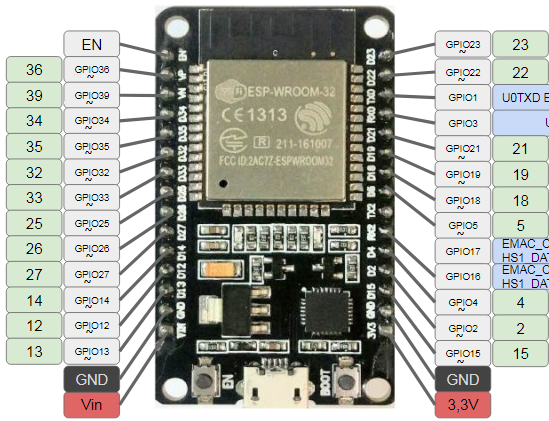 EN
36 GPIO36 ~
39 GPIO39 ~
34 GPIO34 ~
35 GPIO35 ~
32 GPIO32 ~
33 GPIO33 ~
25 GPIO25 ~
26 GPIO26 ~
27 GPIO27 ~
14 GPIO14 ~
12 GPIO12 ~
13 GPIO13 ~
GND
Vin
EN
VP
VN
D34
D35
D32
D33
D25
D26
D27
D14
D12
D13
GND
VIN
ESP-WROOM-32
CE1313
R 211-161007
FCC ID:2AC7Z-ESPWROOM32
EN
BOOT
D23
D22
TX0
RX0
D21
D19
D18
D5
TX2
RX2
D4
D2
D15
GND
3V3
GPIO23 ~ 23
GPIO22 ~ 22
GPIO1 U0TXD E
GPIO3 U
GPIO21 ~ 21
GPIO19 ~ 19
GPIO18 ~ 18
GPIO5 ~ 5
GPIO17 EMAC_C
HS1_DAT
GPIO16 EMAC_C
HS1_DAT
GPIO4 ~ 4
GPIO2 ~ 2
GPIO15 ~ 15
GND
3,3V